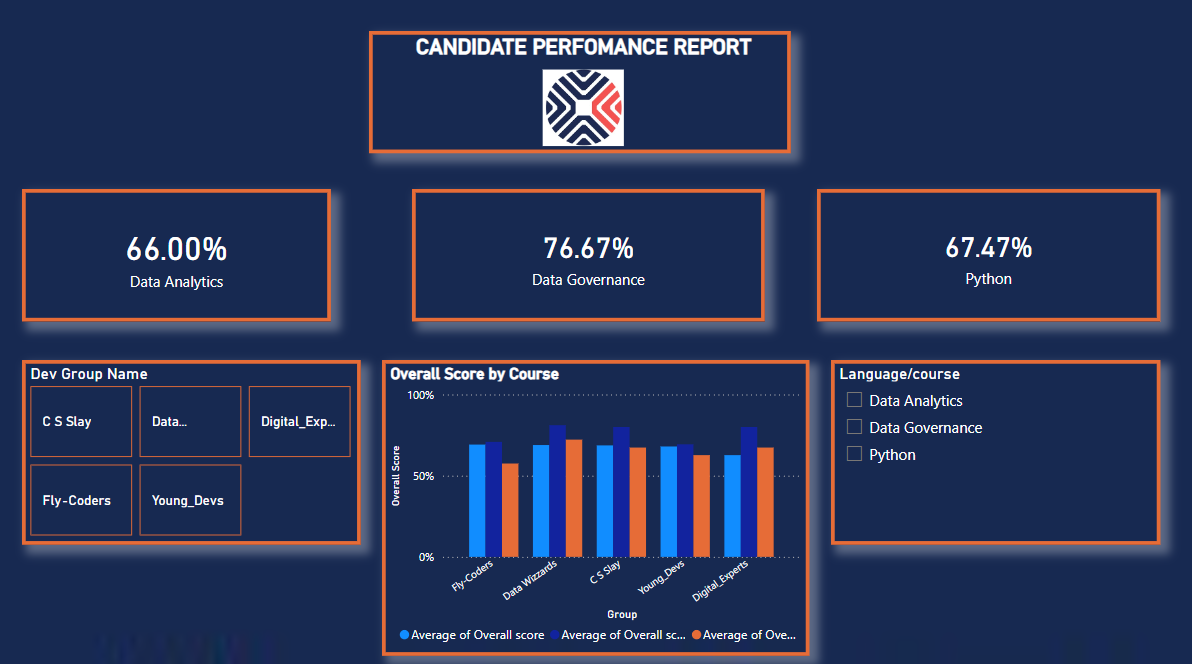 CANDIDATE PERFOMANCE REPORT
66.00%
Data Analytics
76.67%
Data Governance
67.47%
Python
Dev Group Name
C S Slay
Data...
Digital_Exp...
Fly-Coders
Young_Devs
Overall Score by Course
100%
50%
0%
Overall Score
Fly-Coders
Data Wizzards
C S Slay
Young_Devs
Digital_Experts
Group
Average of Overall score Average of Overall sc... Average of Ove...
Language/course
Data Analytics
Data Governance
Python